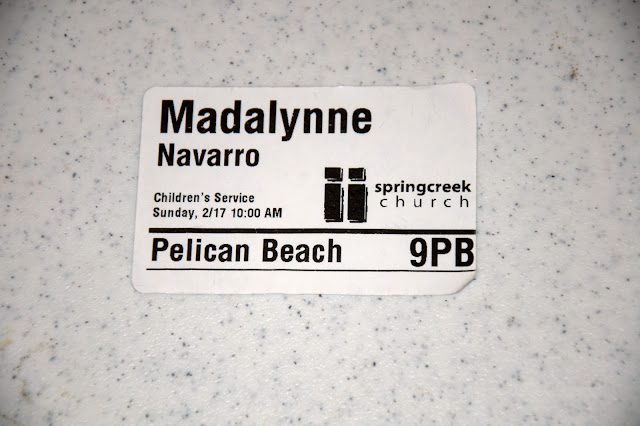 Madalynne
Navarro
Children's Service
Sunday, 2/17 10:00 AM
springcreek
church
Pelican Beach 9PB